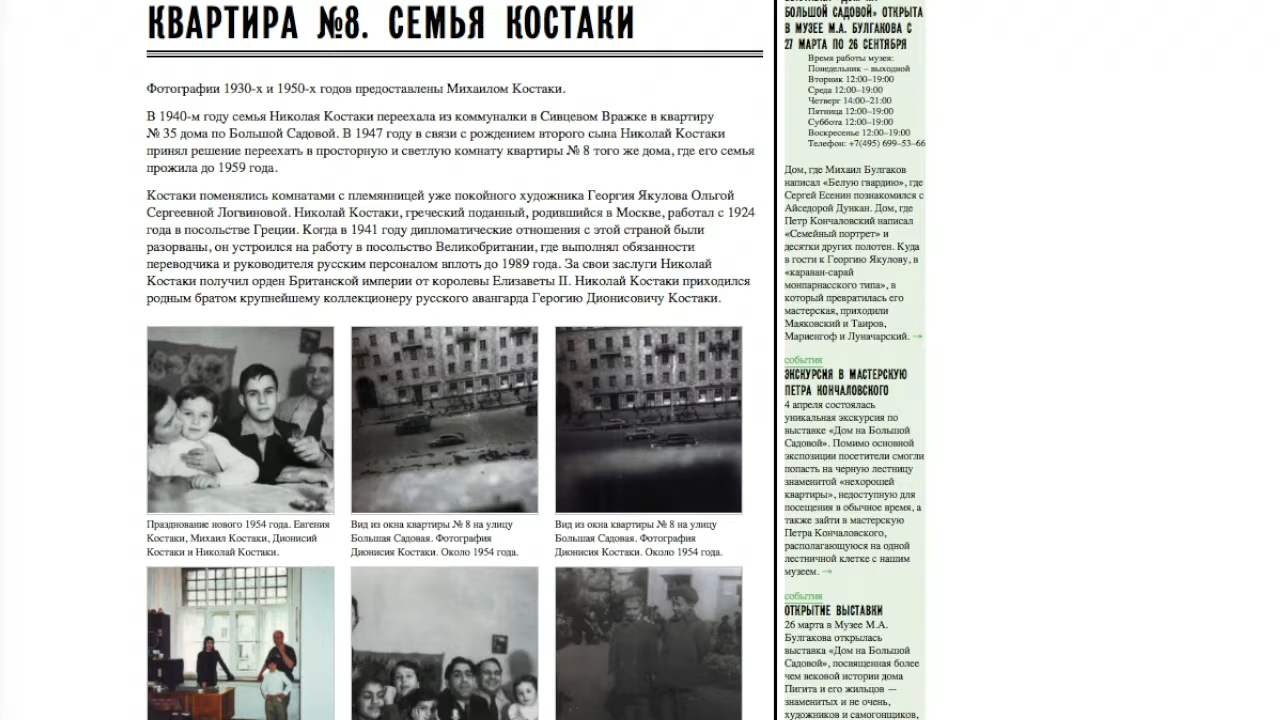 КВАРТИРА №8. СЕМЬЯ КОСТАКИ
Фотографии 1930-х и 1950-х годов предоставлены Михаилом Костаки.
В 1940-м году семья Николая Костаки переехала из коммуналки в Сивцевом Вражке в квартиру
№ 35 дома по Большой Садовой. В 1947 году в связи с рождением второго сына Николай Костаки
принял решение переехать в просторную и светлую комнату квартиры № 8 того же дома, где его семья
прожила до 1959 года.
Костаки поменялись комнатами с племянницей уже покойного художника Георгия Якулова Ольгой
Сергеевной Логвиновой. Николай Костаки, греческий поданный, родившийся в Москве, работал с 1924
года в посольстве Греции. Когда в 1941 году дипломатические отношения с этой страной были
разорваны, он устроился на работу в посольство Великобритании, где выполнял обязанности
переводчика и руководителя русским персоналом вплоть до 1989 года. За свои заслуги Николай
Костаки получил орден Британской империи от королевы Елизаветы II. Николай Костаки приходился
родным братом крупнейшему коллекционеру русского авангарда Герогию Дионисовичу Костаки.
Празднование нового 1954 года. Евгения
Костаки, Михаил Костаки, Дионисий
Костаки и Николай Костаки.
Вид из окна квартиры № 8 на улицу
Большая Садовая. Фотография
Дионисия Костаки. Около 1954 года.
Вид из окна квартиры № 8 на улицу
Большая Садовая. Фотография
Дионисия Костаки. Около 1954 года.
БОЛЬШОЙ САДОВОЙ» ОТКРЫТА
В МУЗЕЕ М.А. БУЛГАКОВА С
27 МАРТА ПО 26 СЕНТЯБРЯ
Время работы музея:
Понедельник – выходной
Вторник 12:00–19:00
Среда 12:00–19:00
Четверг 14:00–21:00
Пятница 12:00–19:00
Суббота 12:00–19:00
Воскресенье 12:00–19:00
Телефон: +7(495) 699–53–66
Дом, где Михаил Булгаков
написал «Белую гвардию», где
Сергей Есенин познакомился с
Айседорой Дункан. Дом, где
Петр Кончаловский написал
«Семейный портрет» и
десятки других полотен. Куда
в гости к Георгию Якулову, в
«караван-сарай
монпарнасского типа», в
который превратилась его
мастерская, приходили
Маяковский и Таиров,
Мариенгоф и Луначарский. →
события
ЭКСКУРСИЯ В МАСТЕРСКУЮ
ПЕТРА КОНЧАЛОВСКОГО
4 апреля состоялась
уникальная экскурсия по
выставке «Дом на Большой
Садовой». Помимо основной
экспозиции посетители смогли
попасть на черную лестницу
знаменитой «нехорошей
квартиры», недоступную для
посещения в обычное время, а
также зайти в мастерскую
Петра Кончаловского,
располагающуюся на одной
лестничной клетке с нашим
музеем. →
события
ОТКРЫТИЕ ВЫСТАВКИ
26 марта в Музее М.А.
Булгакова открылась
выставка «Дом на Большой
Садовой», посвященная более
чем вековой истории дома
Пигита и его жильцов —
знаменитых и не очень,
художников и самогонщиков,